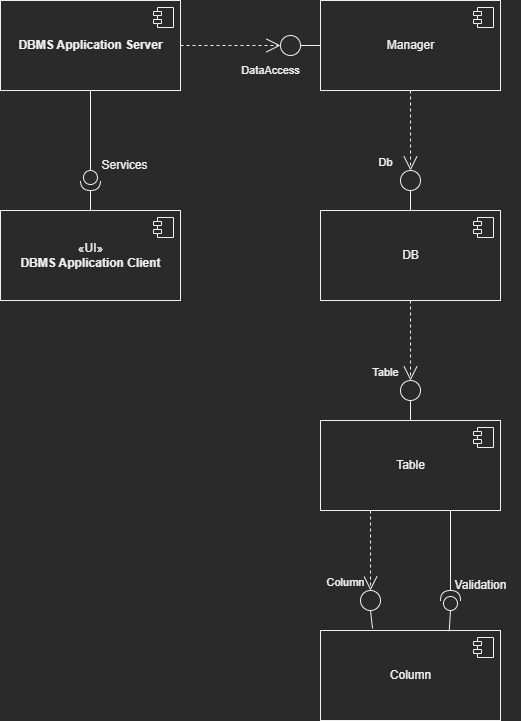 DBMS Application Server
Manager
DataAccess
Services
Db
«UI»
DBMS Application Client
DB
Table
Table
Column
Validation
Column